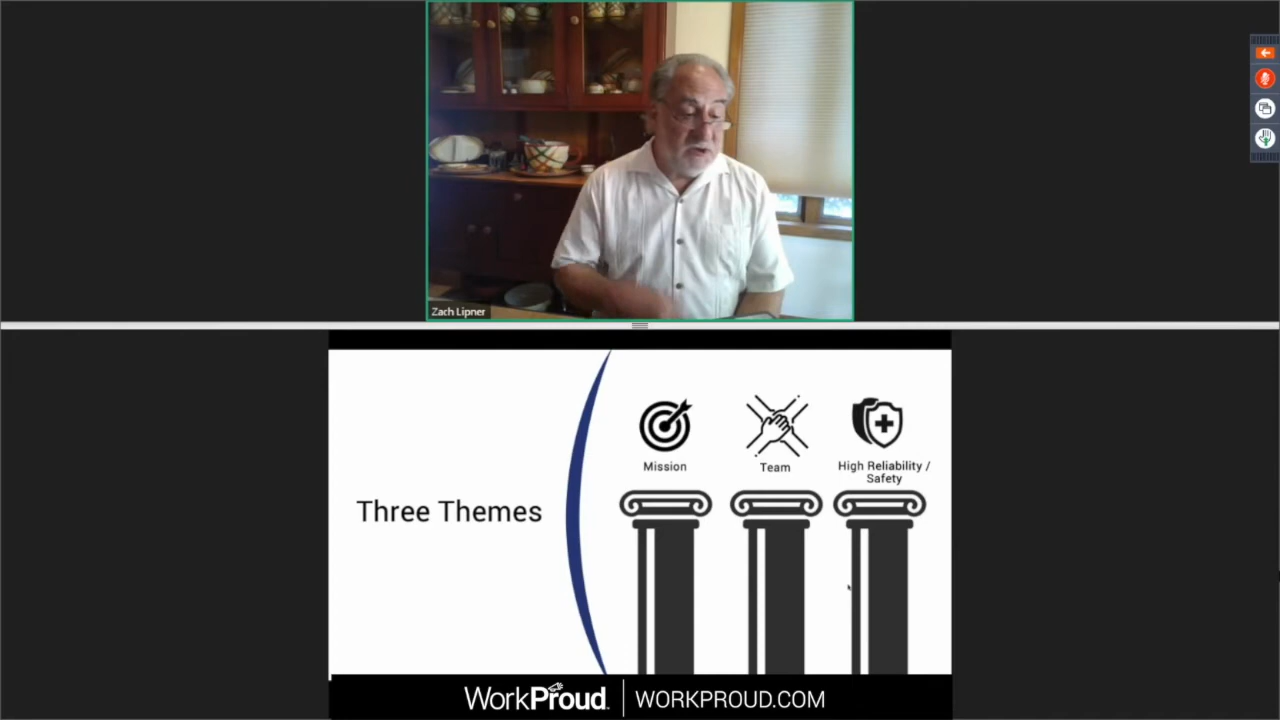 Zach Lipner
Three Themes
Mission
Team
High Reliability /
Safety
WorkProud
WORKPROUD.COM